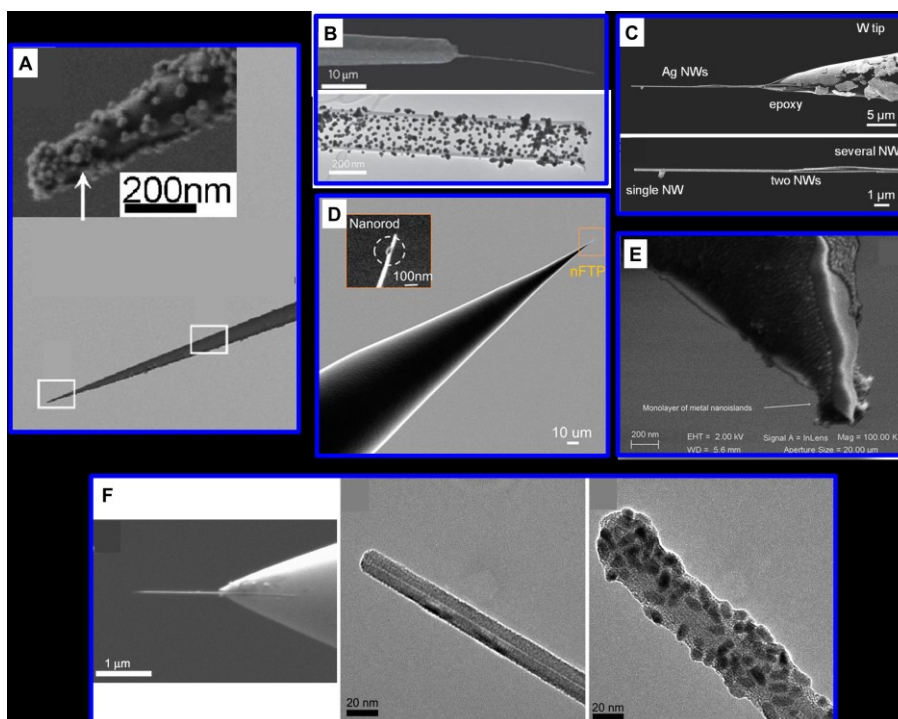 A
200nm
B
10 µm
200 nm
C
W tip
Ag NWs
epoxy
5 µm
several NW
two NWs
single NW
1 µm
D
Nanorod
100nm
nFTP
10 um
E
Monolayer of metal nanoislands
200 nm
EHT = 2.00 kV
Signal A = InLens
Mag = 100.00 K
WD = 5.6 mm
Aperture Size = 20.00 µm
F
1 µm
20 nm
20 nm